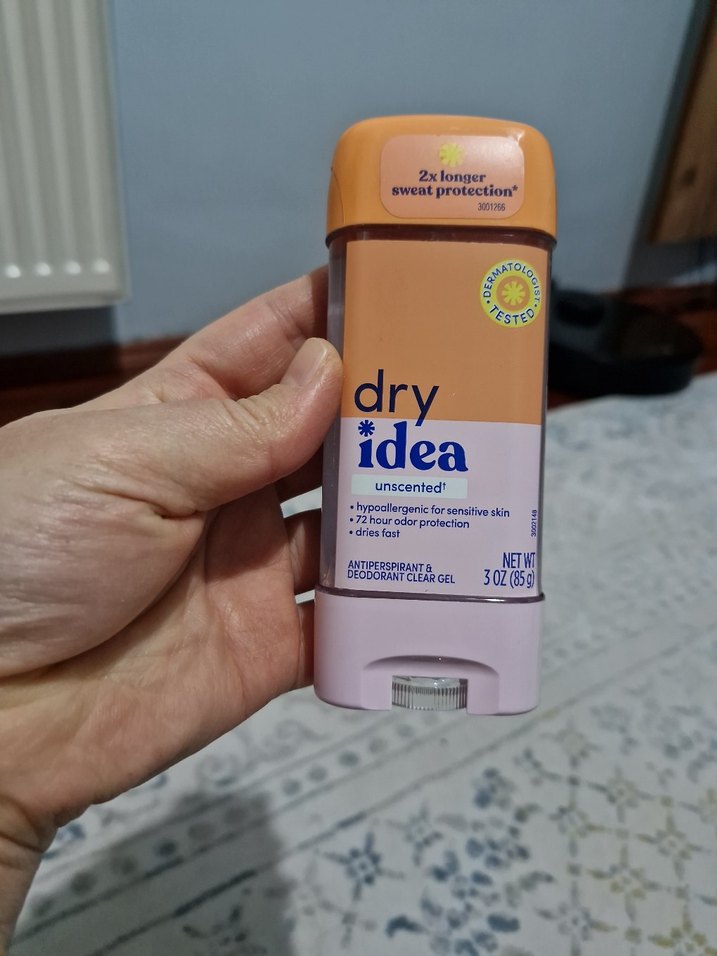 2x longer
sweat protection*
3001266
DERMATOLOGIST
TESTED
dry
idea
unscented†
• hypoallergenic for sensitive skin
• 72 hour odor protection
• dries fast
3002148
ANTIPERSPIRANT &
DEODORANT CLEAR GEL
NET WT
3 OZ (85 g)